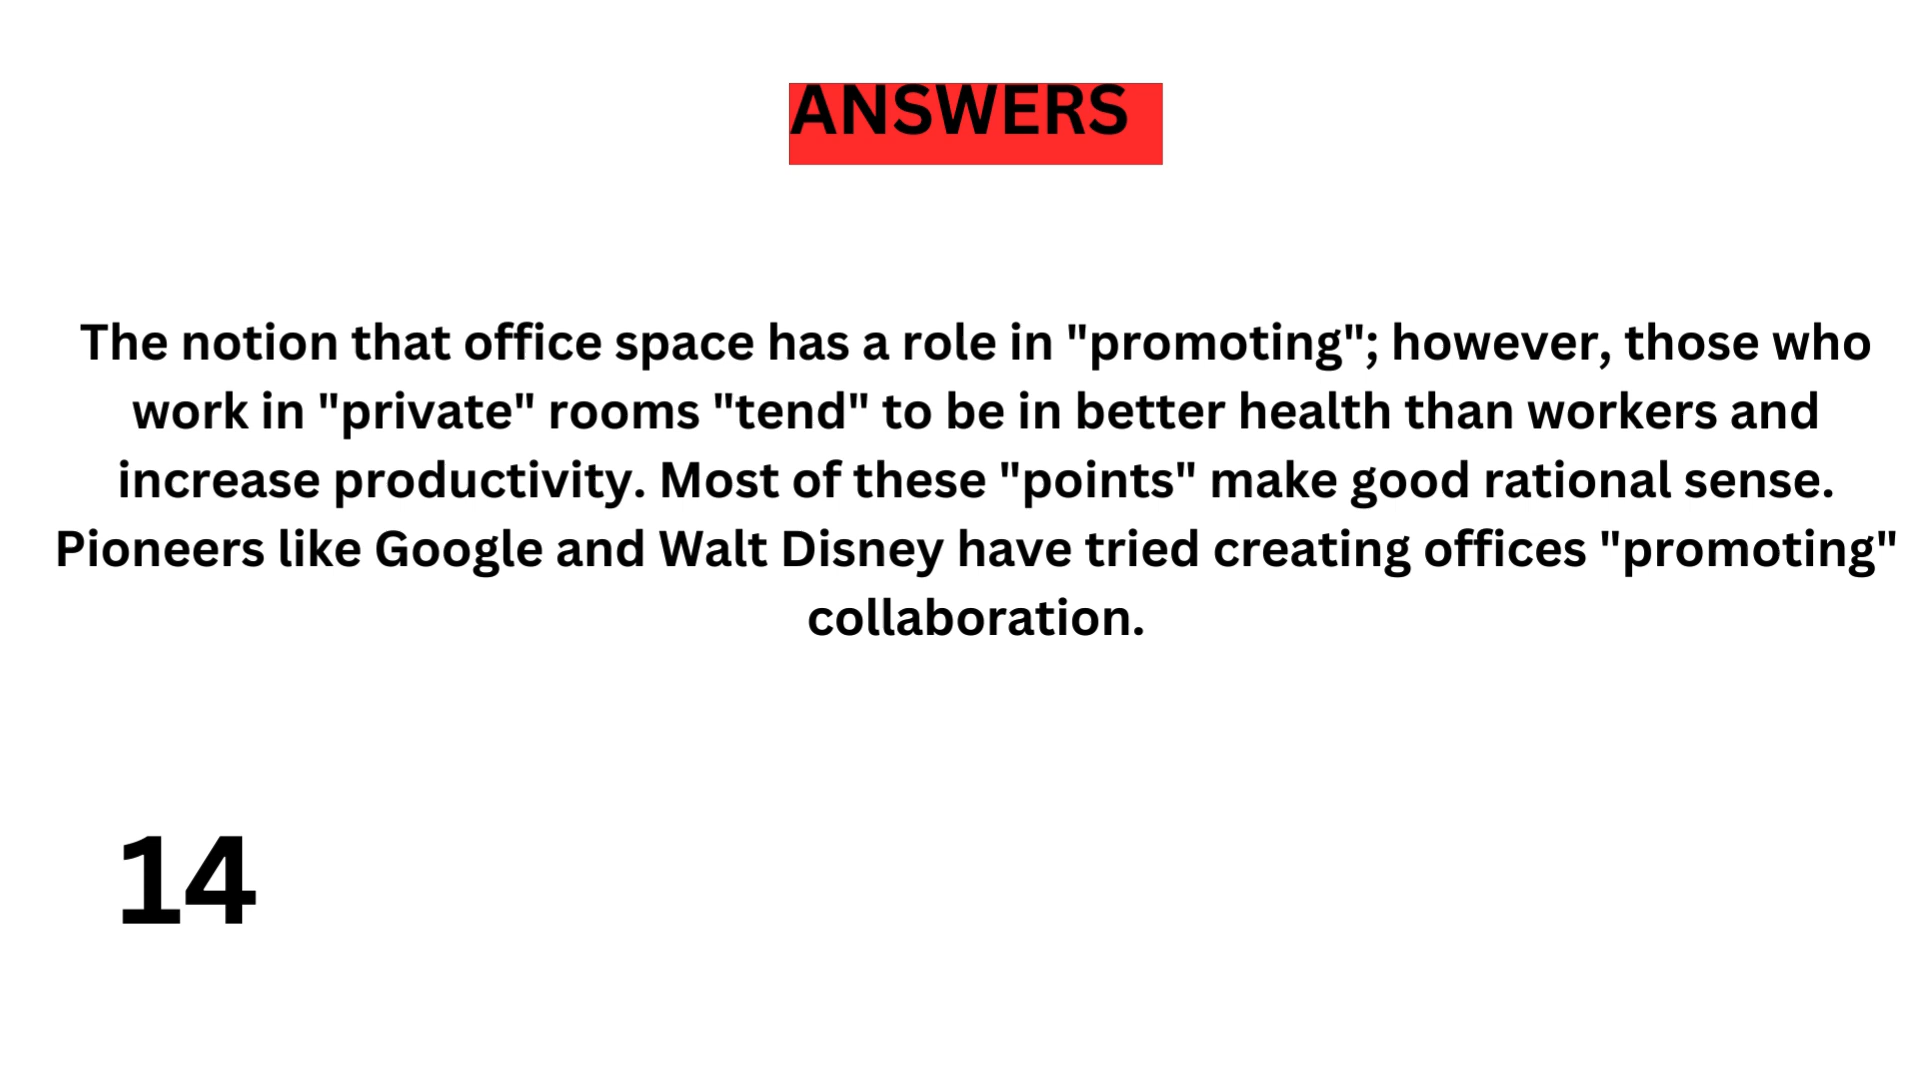 ANSWERS
The notion that office space has a role in "promoting"; however, those who
work in "private" rooms "tend" to be in better health than workers and
increase productivity. Most of these "points" make good rational sense.
Pioneers like Google and Walt Disney have tried creating offices "promoting"
collaboration.
14